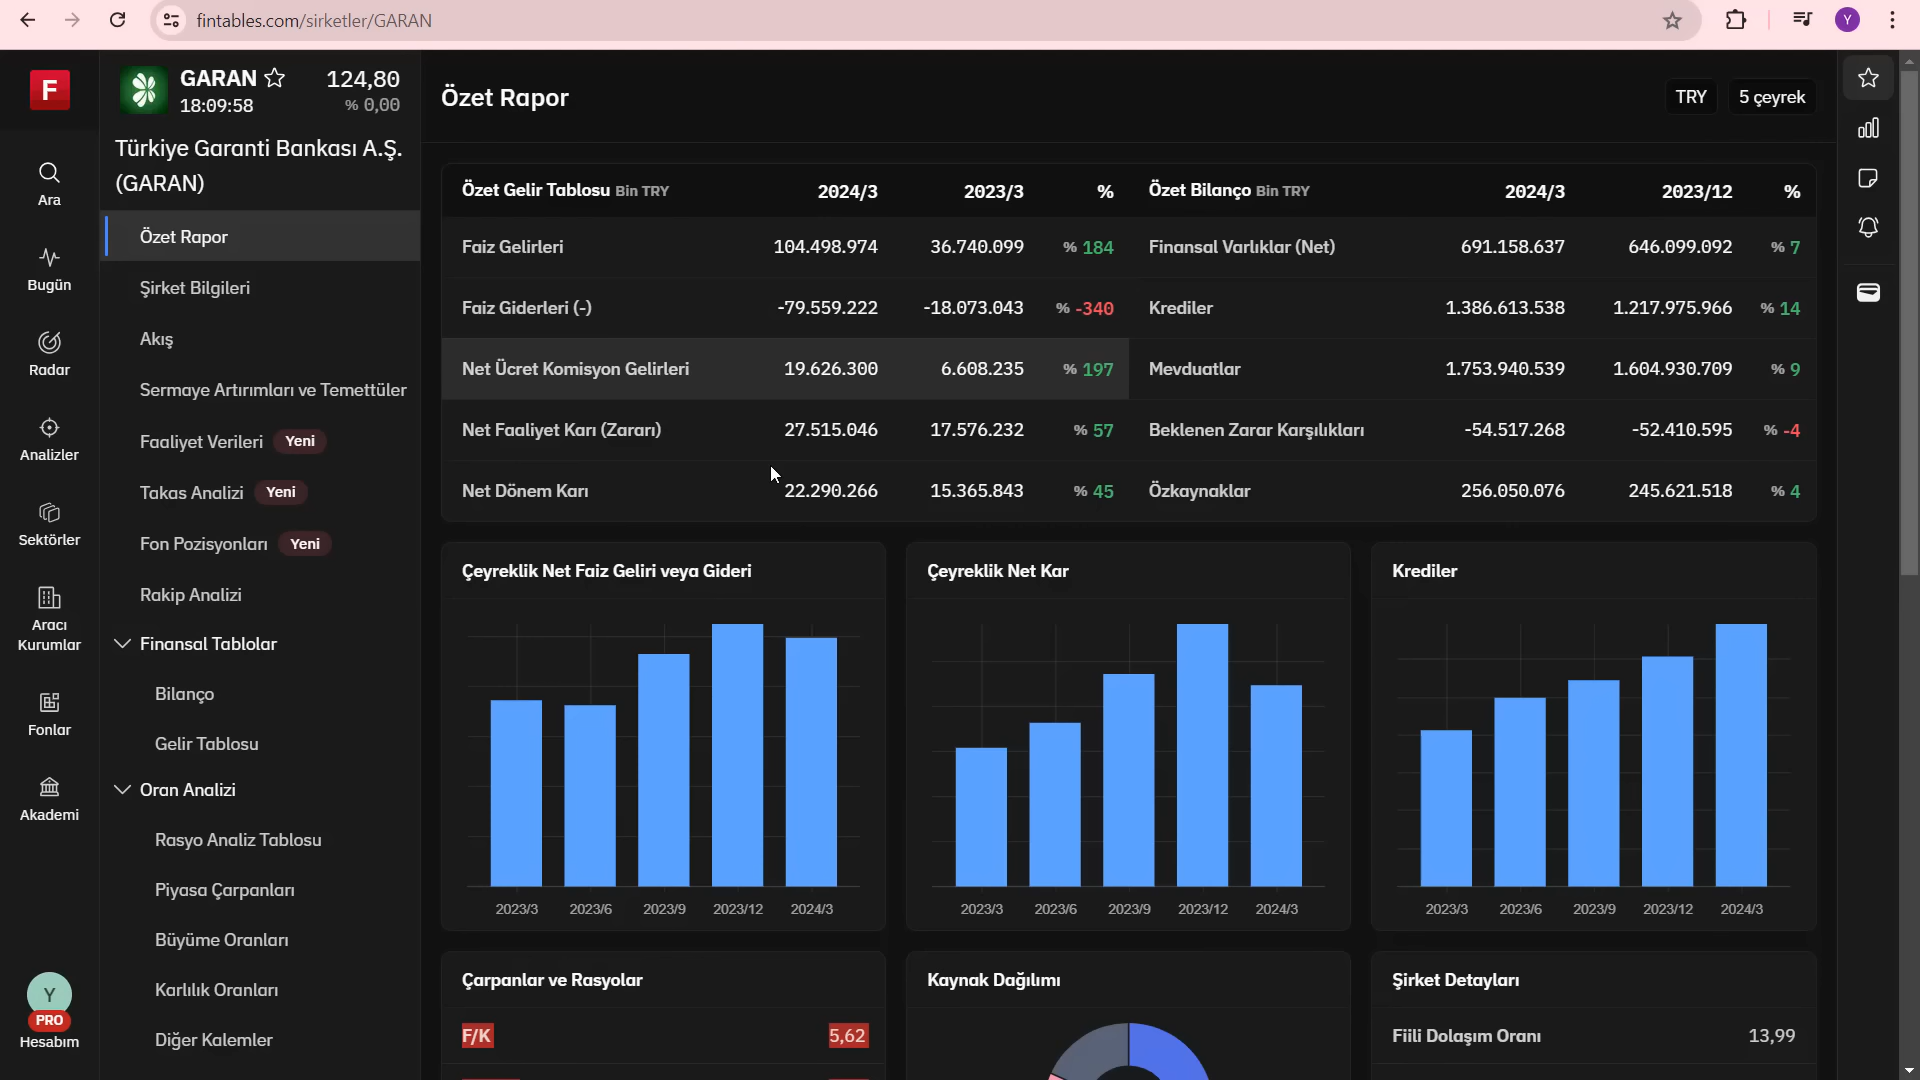 fintables.com/sirketler/GARAN
Y
F
GARAN 124,80
18:09:58 % 0,00
Türkiye Garanti Bankası A.Ş.
(GARAN)
Ara
Bugün
Radar
Analizler
Sektörler
Aracı
Kurumlar
Fonlar
Akademi
Y
PRO
Hesabım
Özet Rapor
Şirket Bilgileri
Akış
Sermaye Artırımları ve Temettüler
Faaliyet Verileri Yeni
Takas Analizi Yeni
Fon Pozisyonları Yeni
Rakip Analizi
Finansal Tablolar
Bilanço
Gelir Tablosu
Oran Analizi
Rasyo Analiz Tablosu
Piyasa Çarpanları
Büyüme Oranları
Karlılık Oranları
Diğer Kalemler
Özet Rapor TRY 5 çeyrek
Özet Gelir Tablosu Bin TRY 2024/3 2023/3 %
Faiz Gelirleri 104.498.974 36.740.099 % 184
Faiz Giderleri (-) -79.559.222 -18.073.043 % -340
Net Ücret Komisyon Gelirleri 19.626.300 6.608.235 % 197
Net Faaliyet Karı (Zararı) 27.515.046 17.576.232 % 57
Net Dönem Karı 22.290.266 15.365.843 % 45
Özet Bilanço Bin TRY 2024/3 2023/12 %
Finansal Varlıklar (Net) 691.158.637 646.099.092 % 7
Krediler 1.386.613.538 1.217.975.966 % 14
Mevduatlar 1.753.940.539 1.604.930.709 % 9
Beklenen Zarar Karşılıkları -54.517.268 -52.410.595 % -4
Özkaynaklar 256.050.076 245.621.518 % 4
Çeyreklik Net Faiz Geliri veya Gideri
2023/3 2023/6 2023/9 2023/12 2024/3
Çeyreklik Net Kar
2023/3 2023/6 2023/9 2023/12 2024/3
Krediler
2023/3 2023/6 2023/9 2023/12 2024/3
Çarpanlar ve Rasyolar
F/K 5,62
Kaynak Dağılımı
Şirket Detayları
Fiili Dolaşım Oranı 13,99